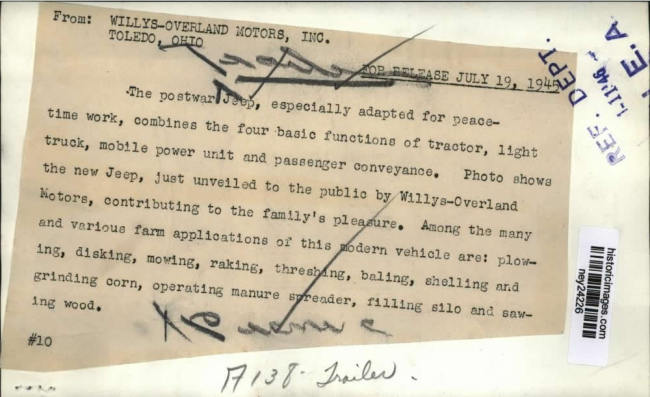 From: WILLYS-OVERLAND MOTORS, INC.
TOLEDO, OHIO
FOR RELEASE JULY 19, 1945
The postwar Jeep, especially adapted for peace-
time work, combines the four basic functions of tractor, light
truck, mobile power unit and passenger conveyance. Photo shows
the new Jeep, just unveiled to the public by Willys-Overland
Motors, contributing to the family's pleasure. Among the many
and various farm applications of this modern vehicle are: plow-
ing, disking, mowing, raking, threshing, baling, shelling and
grinding corn, operating manure spreader, filling silo and saw-
ing wood.
#10
REF. DEPT.
1-11-46
N. E. A.
historicimages.com
ney24226
A138- Trailer.